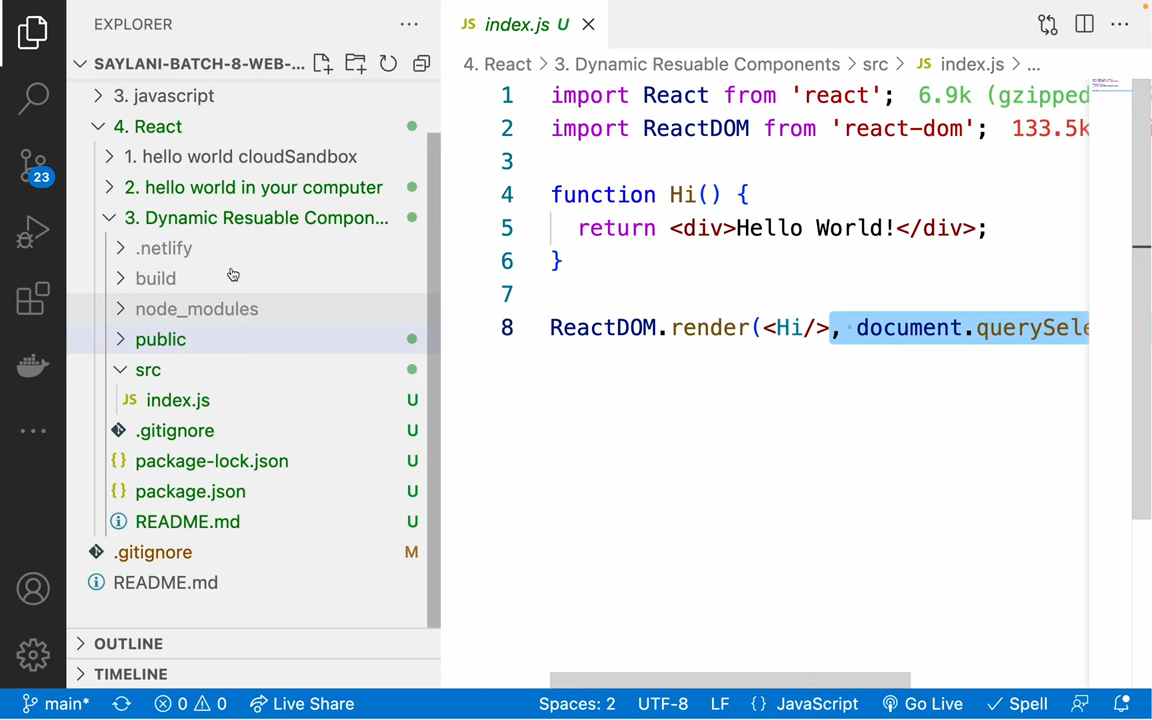 EXPLORER
SAYLANI-BATCH-8-WEB-...
3. javascript
4. React
1. hello world cloudSandbox
2. hello world in your computer
3. Dynamic Resuable Compon...
.netlify
build
node_modules
public
src
JS index.js U
.gitignore U
{} package-lock.json U
{} package.json U
README.md U
.gitignore M
README.md
OUTLINE
TIMELINE
23
JS index.js U
4. React > 3. Dynamic Resuable Components > src > JS index.js > ...
1 import React from 'react'; 6.9k (gzipped
2 import ReactDOM from 'react-dom'; 133.5k
3
4 function Hi() {
5 return <div>Hello World!</div>;
6 }
7
8 ReactDOM.render(<Hi/>, document.querySele
main* 0 0 Live Share Spaces: 2 UTF-8 LF {} JavaScript Go Live Spell